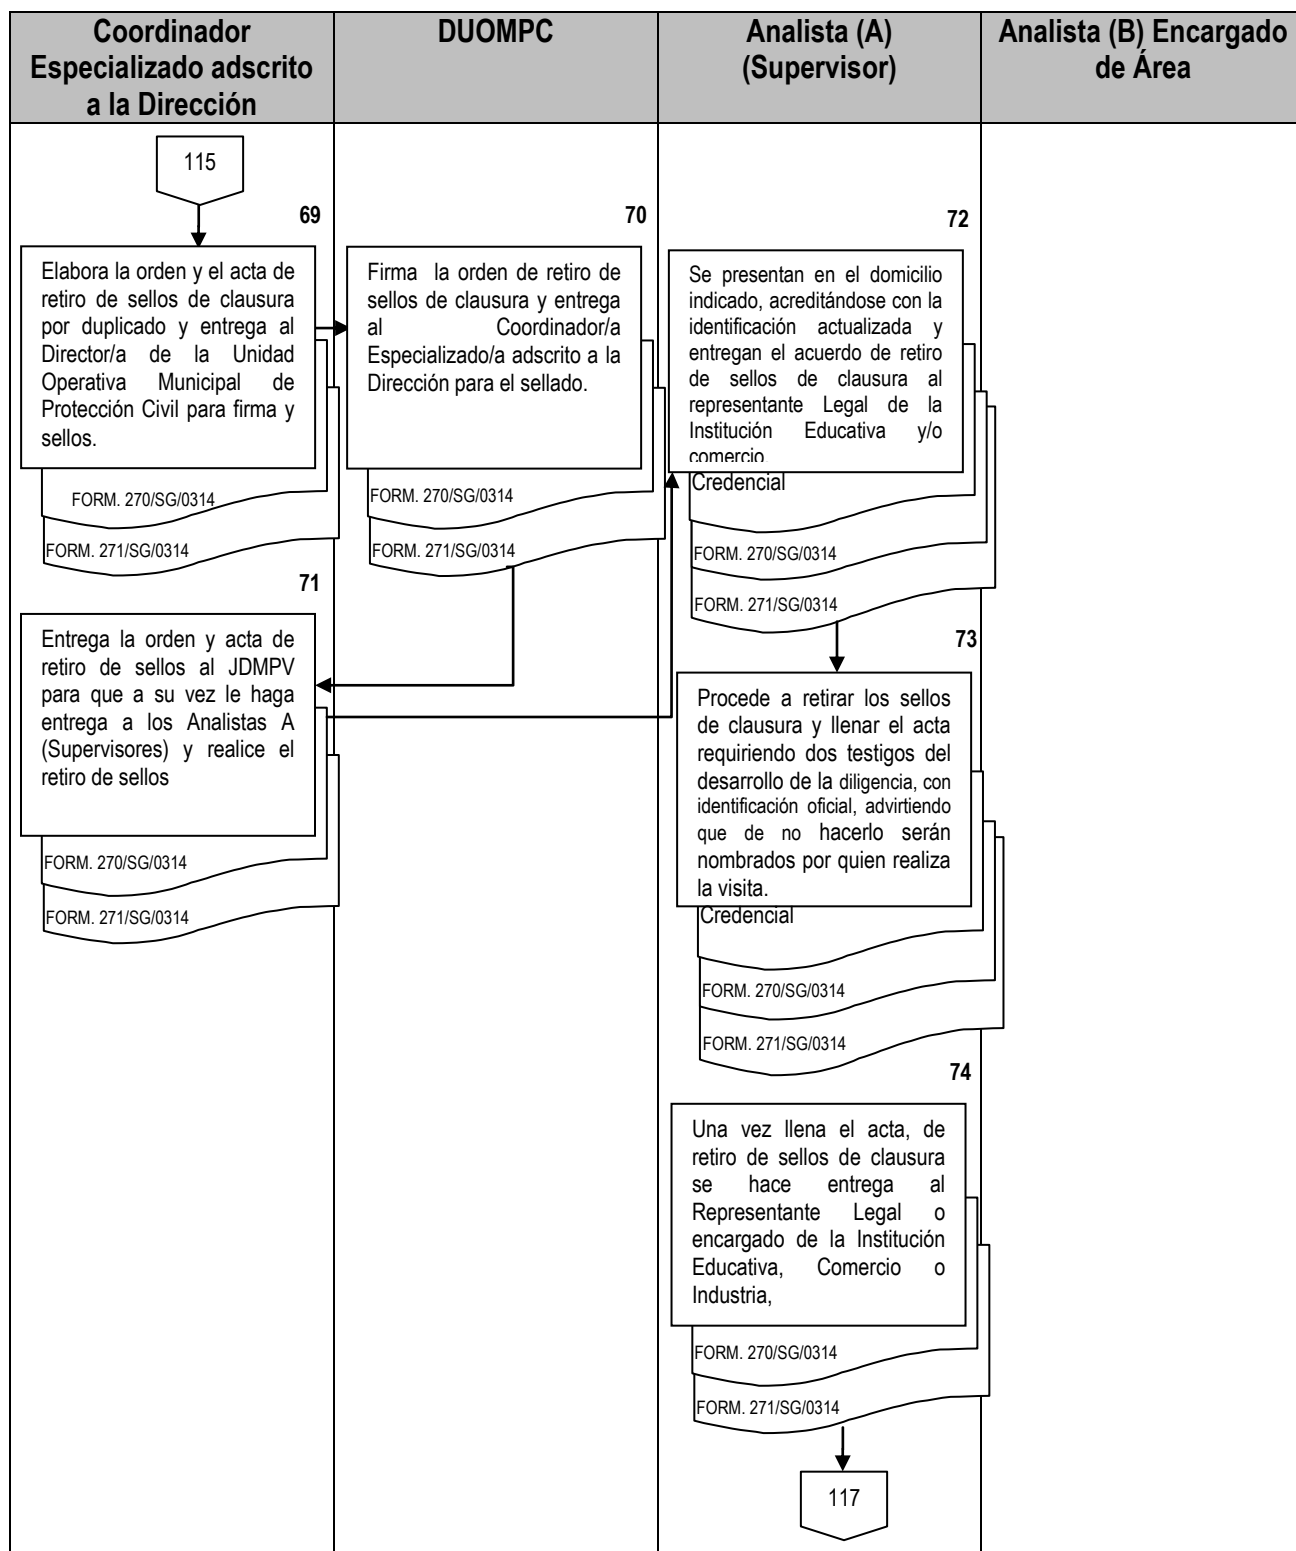 Coordinador
Especializado adscrito
a la Dirección
DUOMPC
Analista (A)
(Supervisor)
Analista (B) Encargado
de Área
115
69
Elabora la orden y el acta de
retiro de sellos de clausura
por duplicado y entrega al
Director/a de la Unidad
Operativa Municipal de
Protección Civil para firma y
sellos.
FORM. 270/SG/0314
FORM. 271/SG/0314
70
Firma la orden de retiro de
sellos de clausura y entrega
al Coordinador/a
Especializado/a adscrito a la
Dirección para el sellado.
FORM. 270/SG/0314
FORM. 271/SG/0314
71
Entrega la orden y acta de
retiro de sellos al JDMPV
para que a su vez le haga
entrega a los Analistas A
(Supervisores) y realice el
retiro de sellos
FORM. 270/SG/0314
FORM. 271/SG/0314
72
Se presentan en el domicilio
indicado, acreditándose con la
identificación actualizada y
entregan el acuerdo de retiro
de sellos de clausura al
representante Legal de la
Institución Educativa y/o
comercio.
Credencial
FORM. 270/SG/0314
FORM. 271/SG/0314
73
Procede a retirar los sellos
de clausura y llenar el acta
requiriendo dos testigos del
desarrollo de la diligencia, con
identificación oficial, advirtiendo
que de no hacerlo serán
nombrados por quien realiza
la visita.
Credencial
FORM. 270/SG/0314
FORM. 271/SG/0314
74
Una vez llena el acta, de
retiro de sellos de clausura
se hace entrega al
Representante Legal o
encargado de la Institución
Educativa, Comercio o
Industria,
FORM. 270/SG/0314
FORM. 271/SG/0314
117